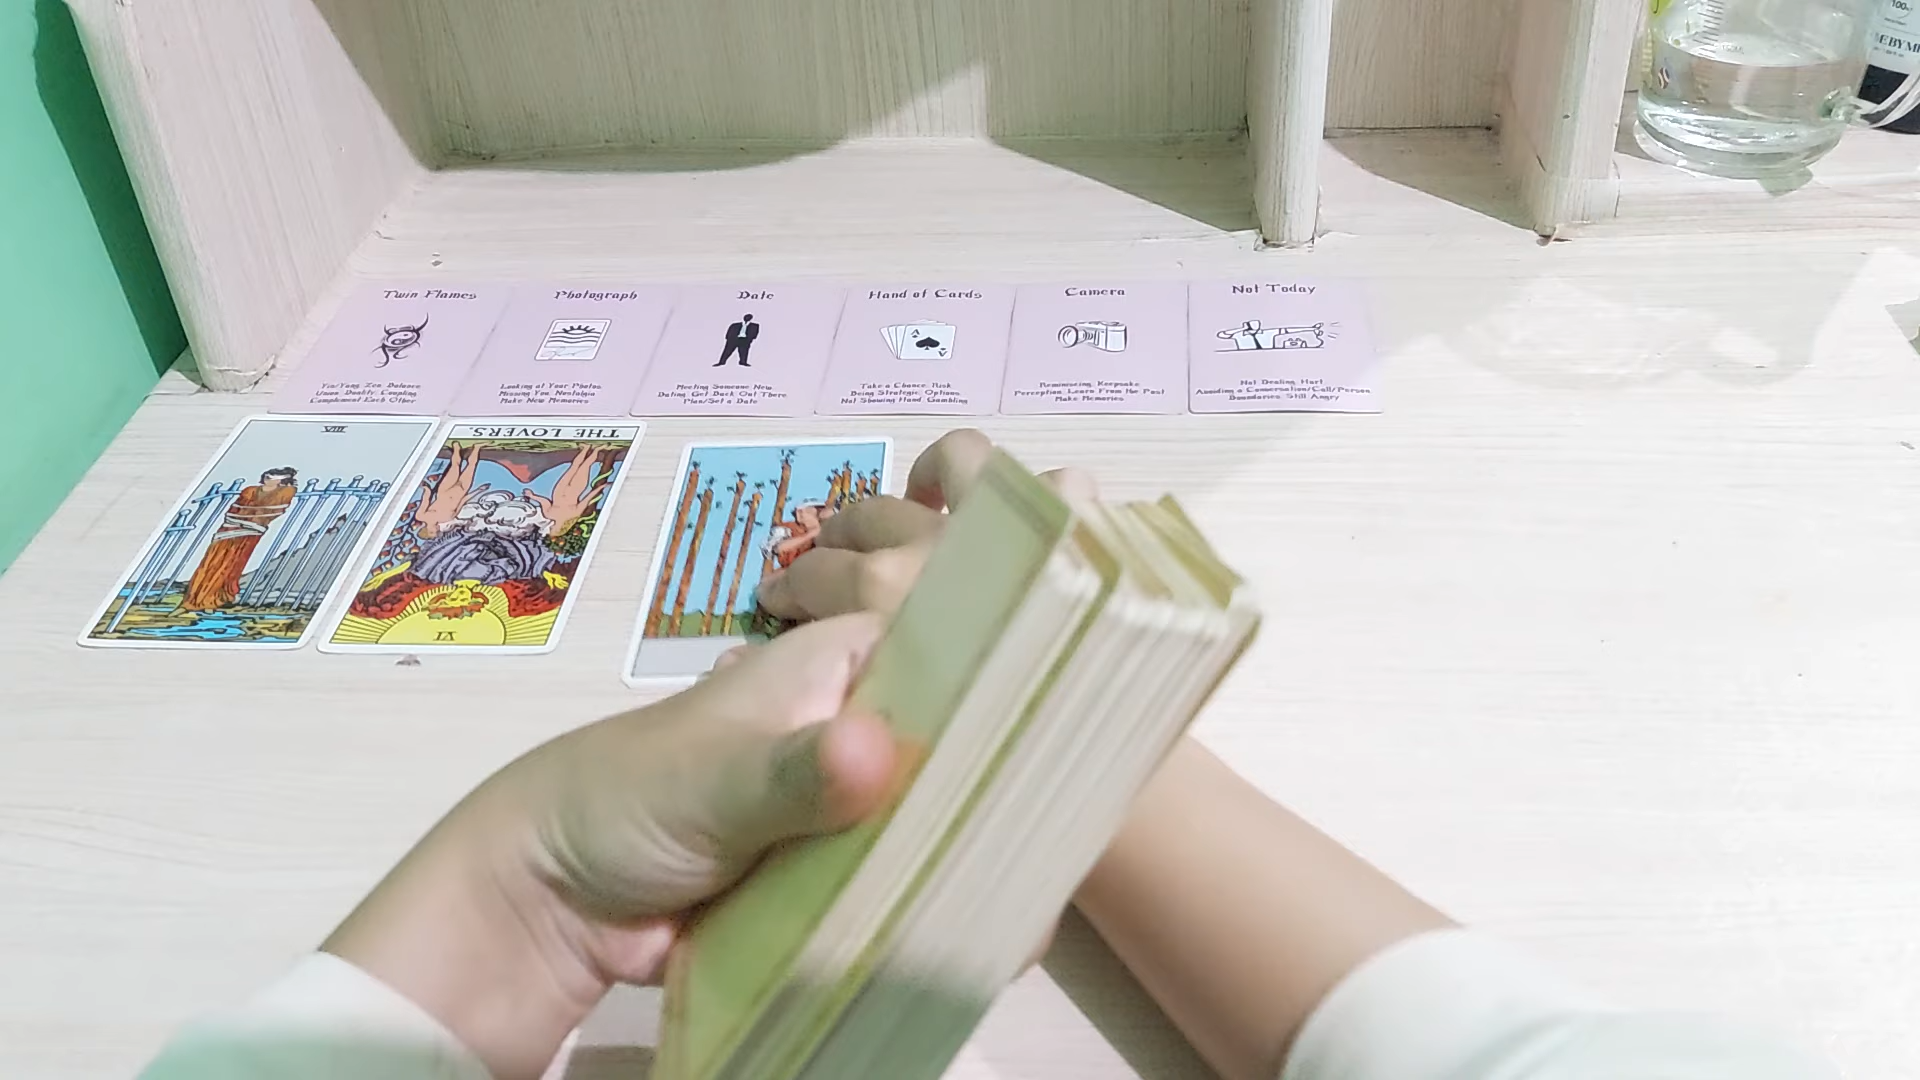 100
EBYM
Twin Flames
Yin/Yang, Zen, Balance
Union, Duality, Coupling
Complement Each Other
Photograph
Looking at Your Photos
Missing You, Nostalgia
Make New Memories
Date
Meeting Someone New
Dating, Get Back Out There
Plan/Set a Date
Hand of Cards
A
A
Take a Chance, Risk
Being Strategic, Options
Not Showing Hand, Gambling
Camera
Reminiscing, Keepsake
Perception, Learn From the Past
Make Memories
Not Today
Not Dealing, Hurt
Avoiding a Conversation/Call/Person
Boundaries, Still Angry
VIII
THE LOVERS.
VI